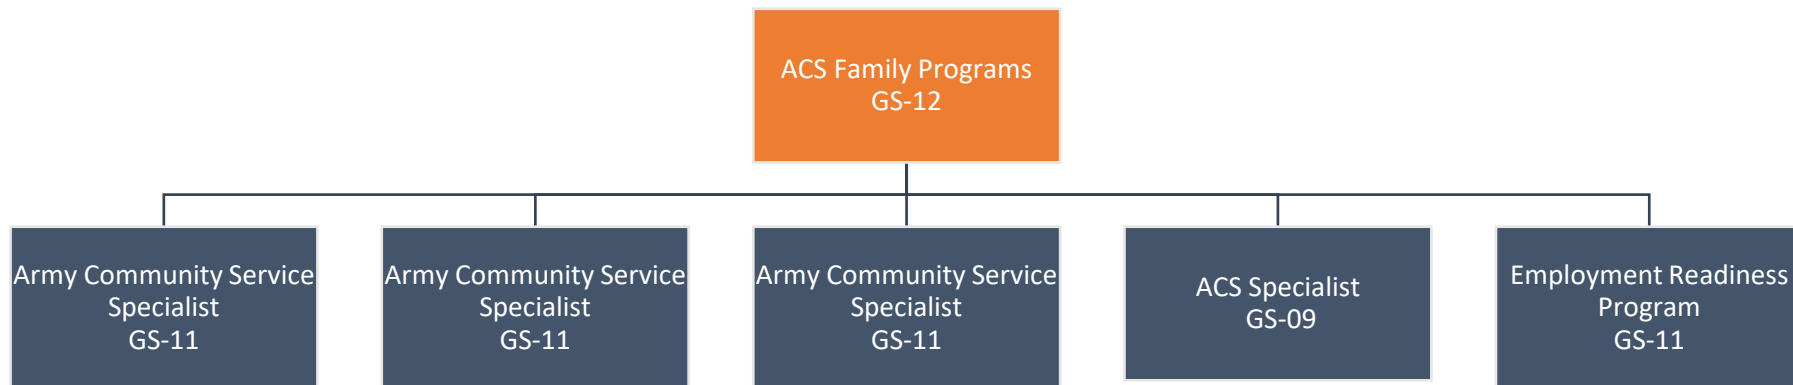 ACS Family Programs
GS-12
Army Community Service
Specialist
GS-11
Army Community Service
Specialist
GS-11
Army Community Service
Specialist
GS-11
ACS Specialist
GS-09
Employment Readiness
Program
GS-11